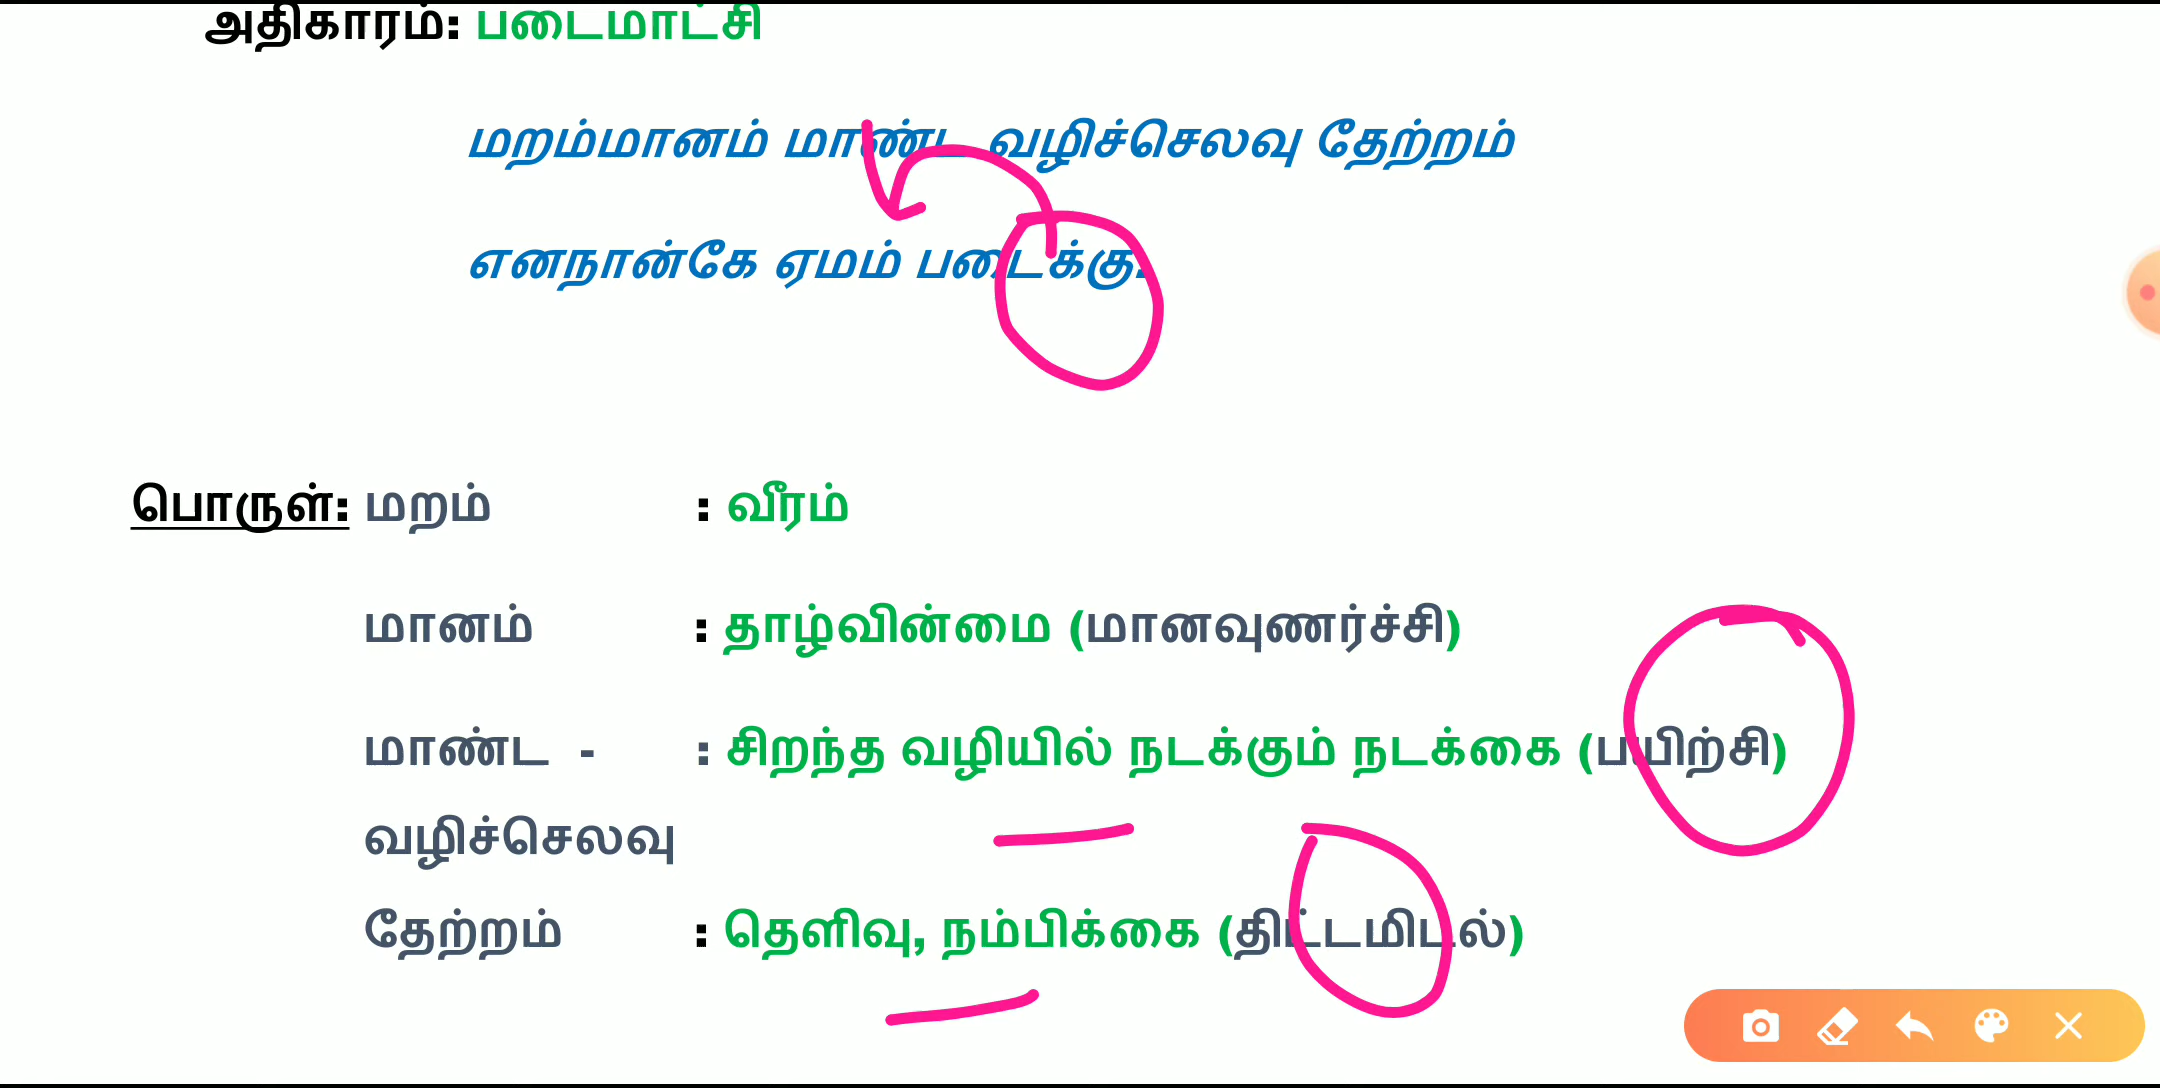 அதிகாரம்: படைமாட்சி
மறம்மானம் மாண்ட வழிச்செலவு தேற்றம்
எனநான்கே ஏமம் படைக்கு.
பொருள்: மறம் : வீரம்
மானம் : தாழ்வின்மை (மானவுணர்ச்சி)
மாண்ட - : சிறந்த வழியில் நடக்கும் நடக்கை (பயிற்சி)
வழிச்செலவு
தேற்றம் : தெளிவு, நம்பிக்கை (திட்டமிடல்)